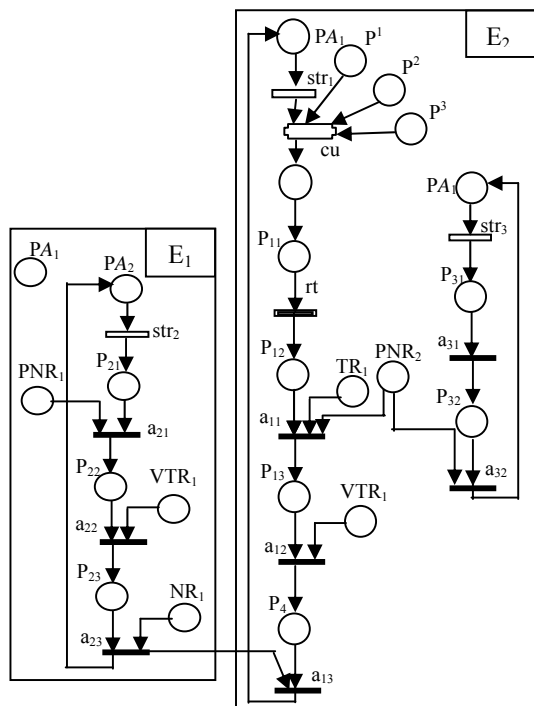 PA₁ P¹ E₂
str₁ P²
P³
cu
PA₁
P₁₁ str₃
PA₁ PA₂ E₁
rt P₃₁
str₂
P₁₂ a₃₁
PNR₁ P₂₁ TR₁ PNR₂
P₃₂
a₂₁ a₁₁
P₂₂ P₁₃ a₃₂
VTR₁ VTR₁
a₂₂ a₁₂
P₂₃ NR₁ P₄
a₂₃ a₁₃